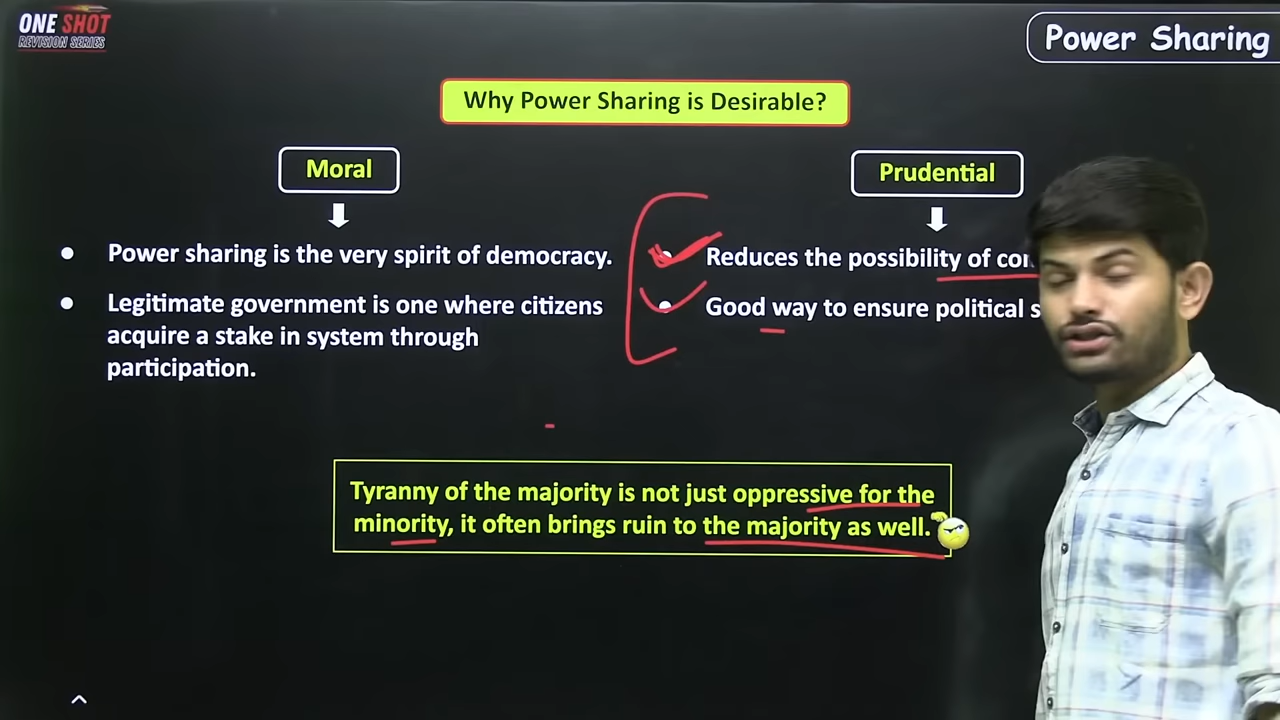 ONE SHOT
REVISION SERIES
Power Sharing
Why Power Sharing is Desirable?
Moral
Power sharing is the very spirit of democracy.
Legitimate government is one where citizens
acquire a stake in system through
participation.
Prudential
Reduces the possibility of
Good way to ensure political
Tyranny of the majority is not just oppressive for the
minority, it often brings ruin to the majority as well.